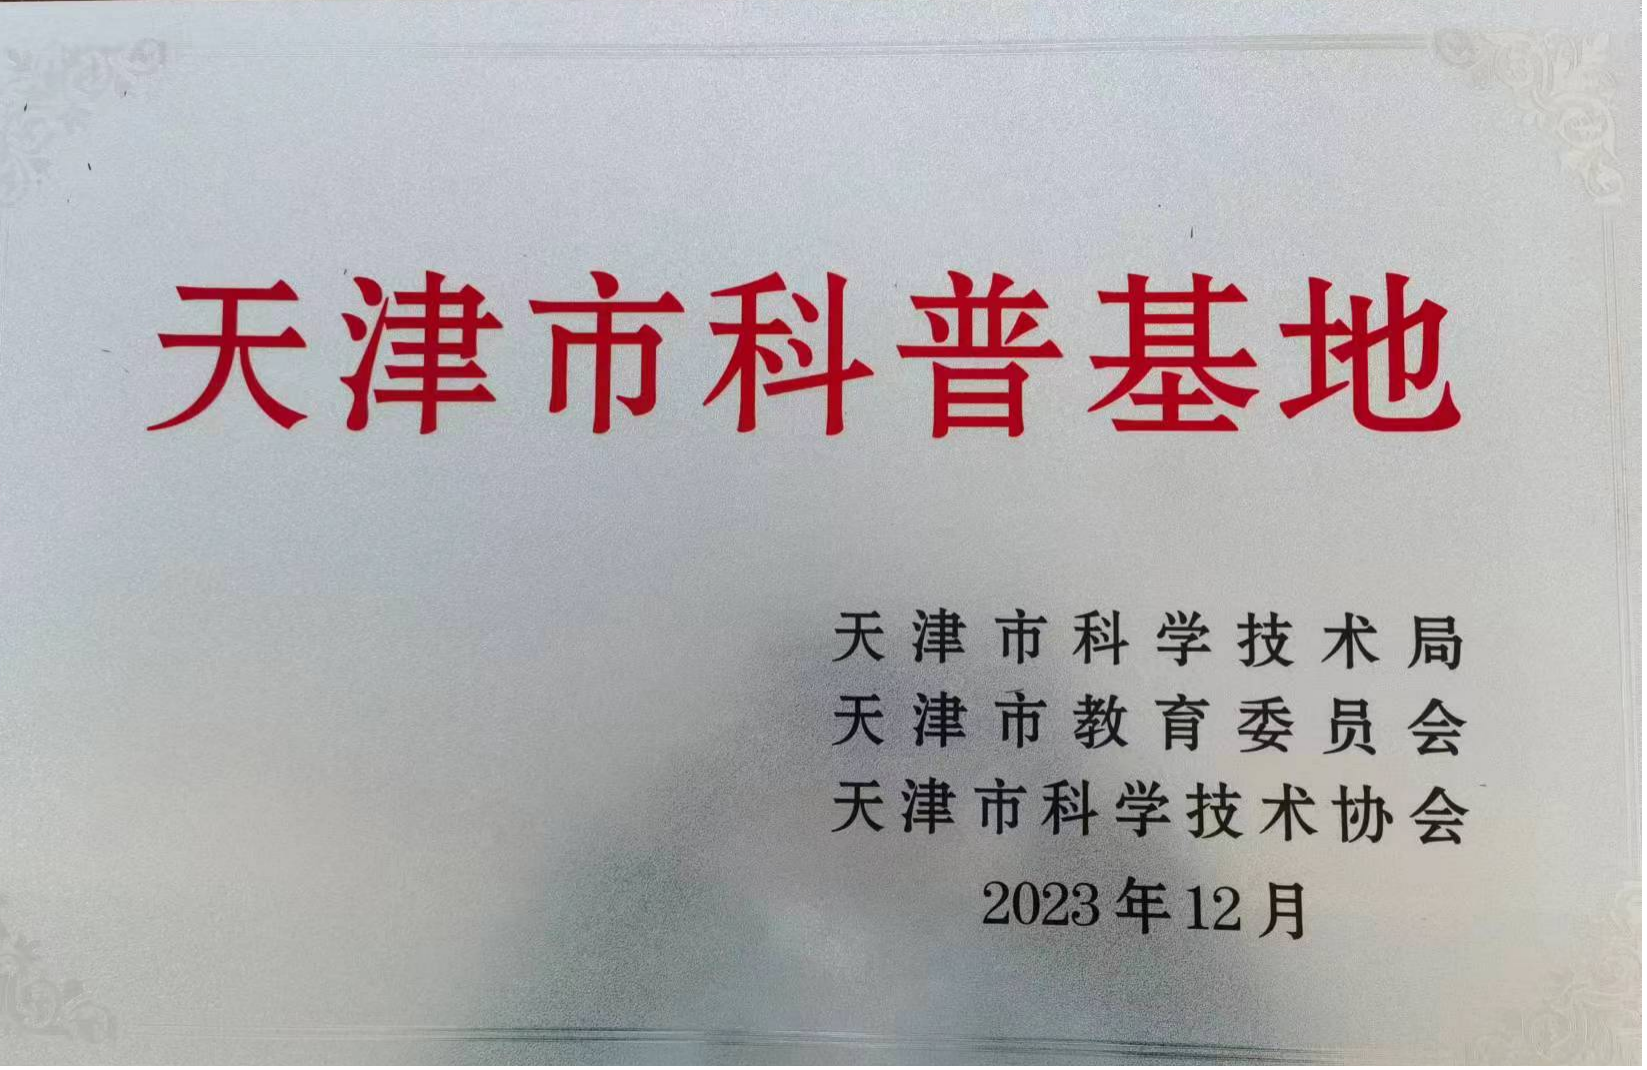 天津市科普基地
天津市科学技术局
天津市教育委员会
天津市科学技术协会
2023年12月